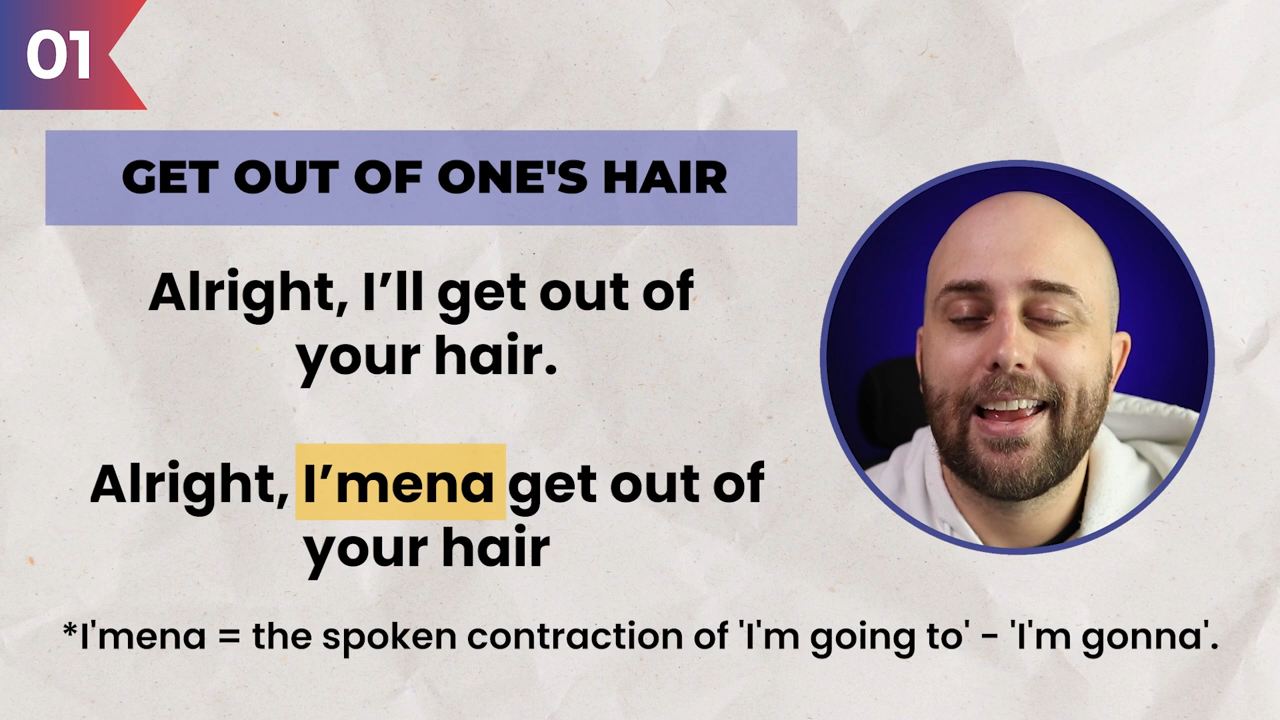 01
GET OUT OF ONE'S HAIR
Alright, I’ll get out of
your hair.
Alright, I’mena get out of
your hair
*I'mena = the spoken contraction of 'I'm going to' - 'I'm gonna'.